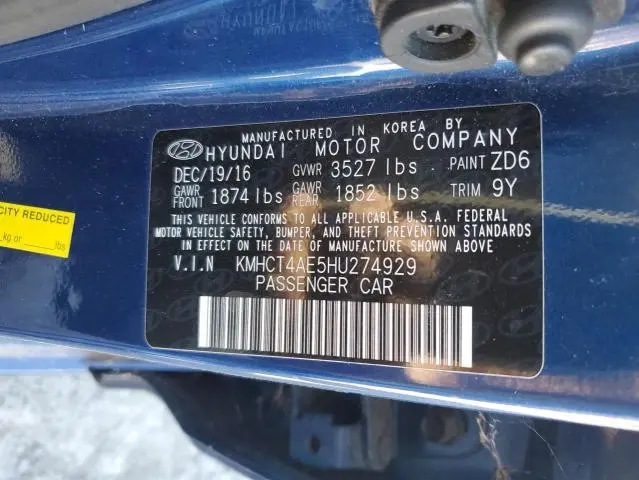 MANUFACTURED IN KOREA BY
HYUNDAI MOTOR COMPANY
DEC/19/16 GVWR 3527 lbs PAINT ZD6
GAWR FRONT 1874 lbs GAWR REAR 1852 lbs TRIM 9Y
THIS VEHICLE CONFORMS TO ALL APPLICABLE U.S.A. FEDERAL
MOTOR VEHICLE SAFETY, BUMPER, AND THEFT PREVENTION STANDARDS
IN EFFECT ON THE DATE OF MANUFACTURE SHOWN ABOVE.
V.I.N KMHCT4AE5HU274929
PASSENGER CAR
CITY REDUCED
kg or lbs